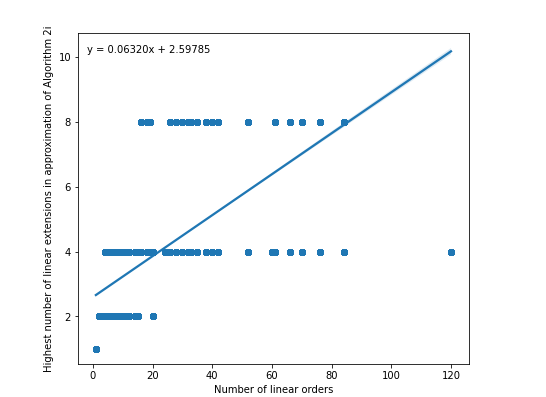 Highest number of linear extensions in approximation of Algorithm 2i
y = 0.06320x + 2.59785
10
8
6
4
2
0 20 40 60 80 100 120
Number of linear orders